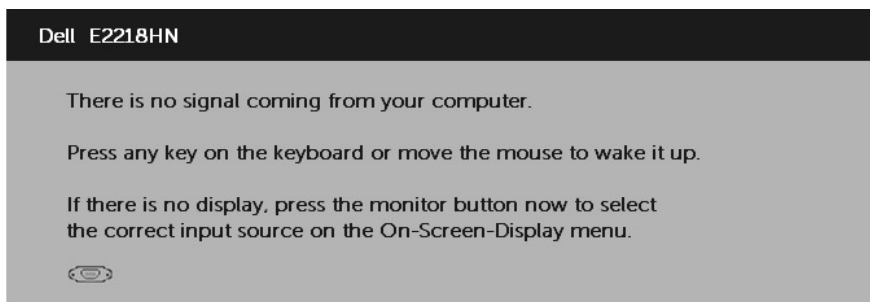 Dell E2218HN
There is no signal coming from your computer.
Press any key on the keyboard or move the mouse to wake it up.
If there is no display, press the monitor button now to select
the correct input source on the On-Screen-Display menu.